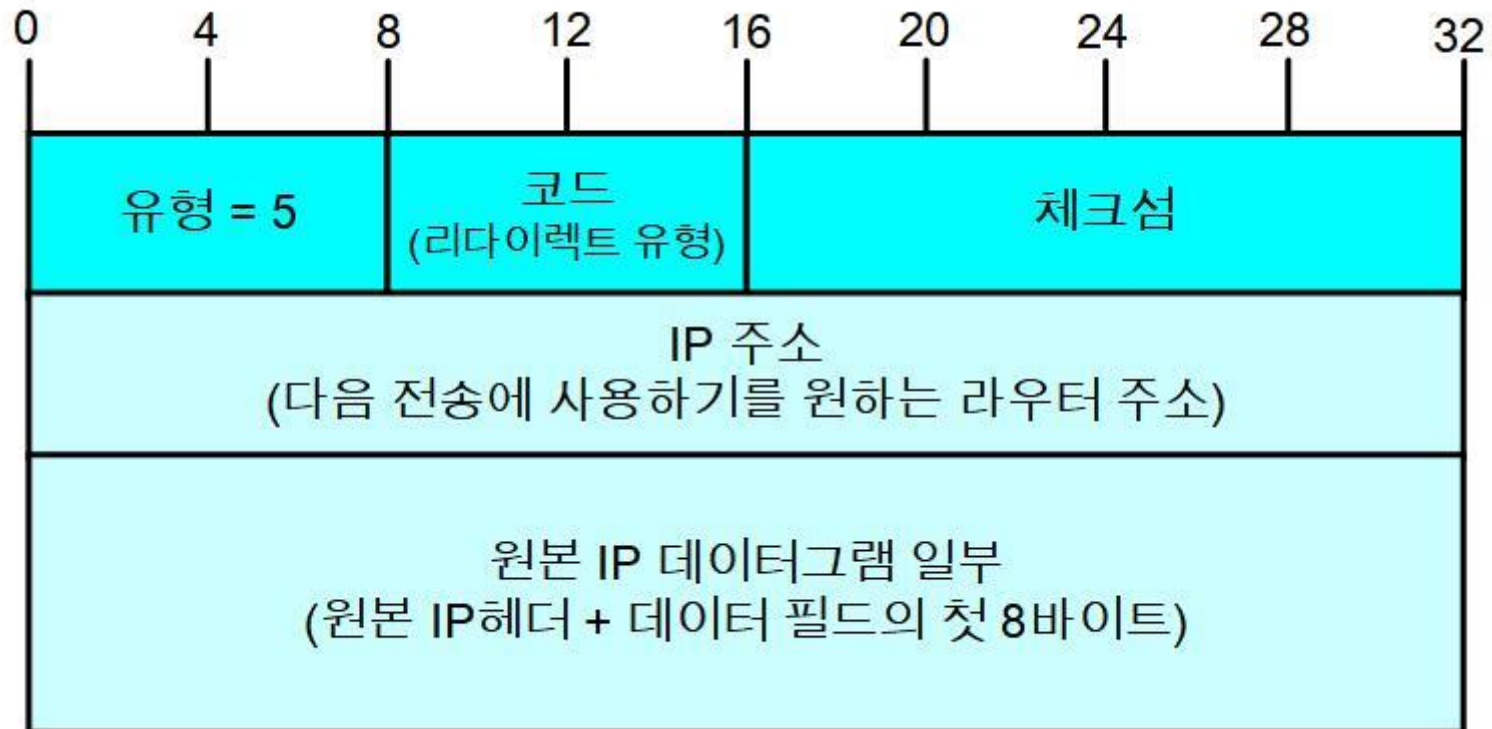 0 4 8 12 16 20 24 28 32
유형 = 5
코드
(리다이렉트 유형)
체크섬
IP 주소
(다음 전송에 사용하기를 원하는 라우터 주소)
원본 IP 데이터그램 일부
(원본 IP헤더 + 데이터 필드의 첫 8바이트)